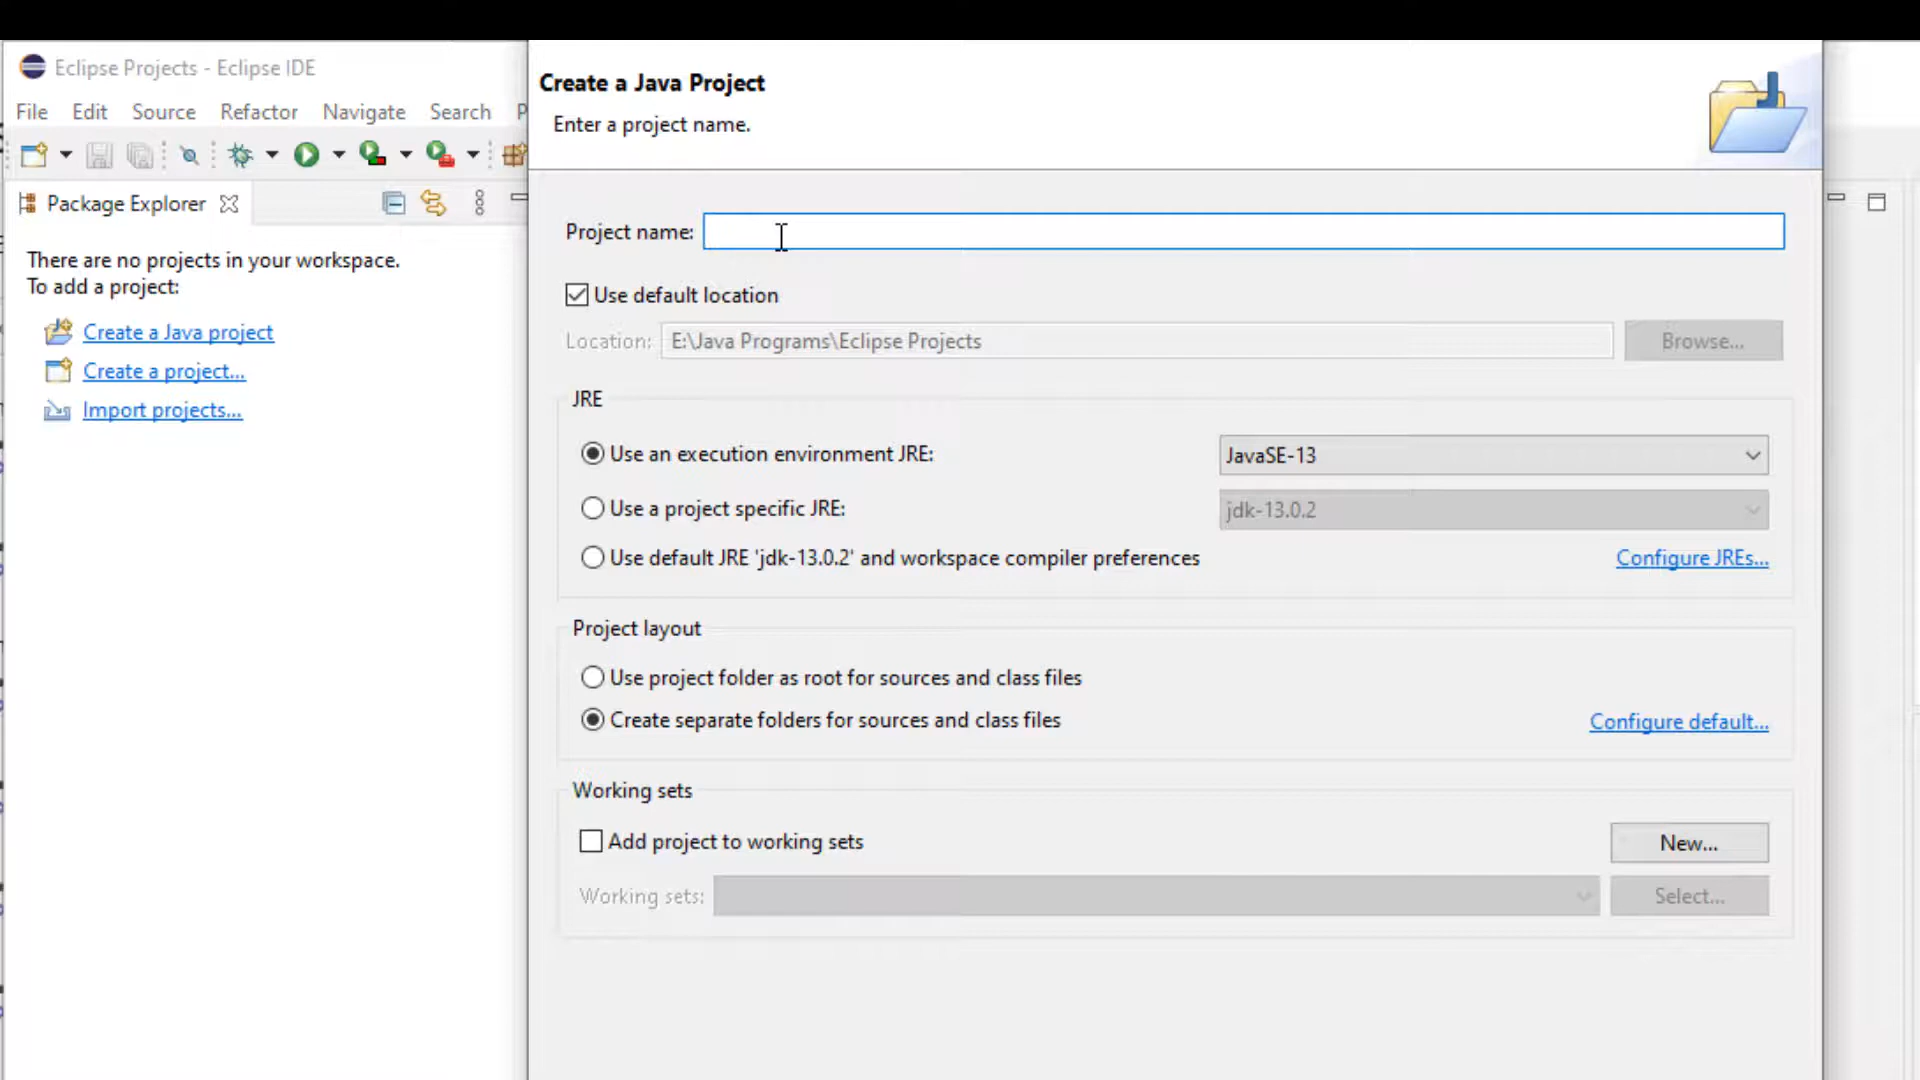 Eclipse Projects - Eclipse IDE
File Edit Source Refactor Navigate Search P
Package Explorer
There are no projects in your workspace.
To add a project:
Create a Java project
Create a project...
Import projects...
Create a Java Project
Enter a project name.
Project name:
Use default location
Location: E:\Java Programs\Eclipse Projects Browse...
JRE
Use an execution environment JRE: JavaSE-13
Use a project specific JRE: jdk-13.0.2
Use default JRE 'jdk-13.0.2' and workspace compiler preferences Configure JREs...
Project layout
Use project folder as root for sources and class files
Create separate folders for sources and class files Configure default...
Working sets
Add project to working sets New...
Working sets: Select...